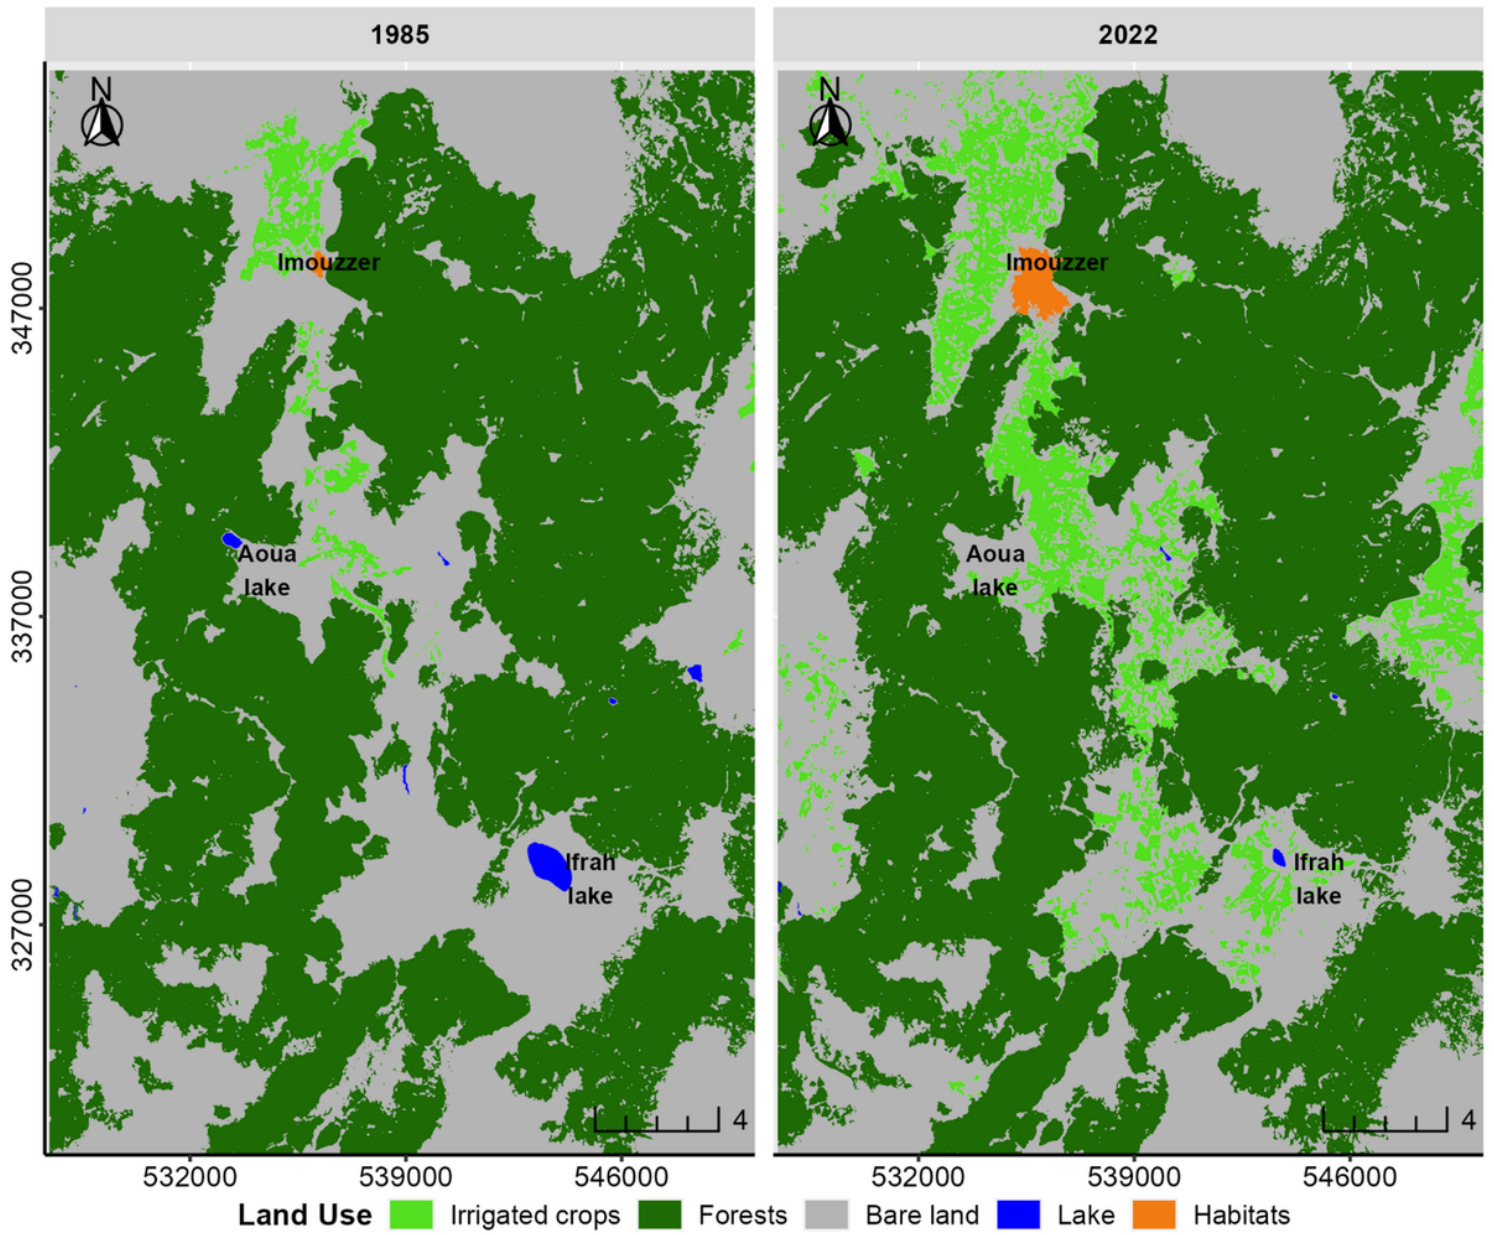 1985
2022
N
N
Imouzzer
Imouzzer
347000
Aoua
lake
Aoua
lake
337000
Ifrah
lake
Ifrah
lake
327000
4
4
532000
539000
546000
532000
539000
546000
Land Use
Irrigated crops
Forests
Bare land
Lake
Habitats